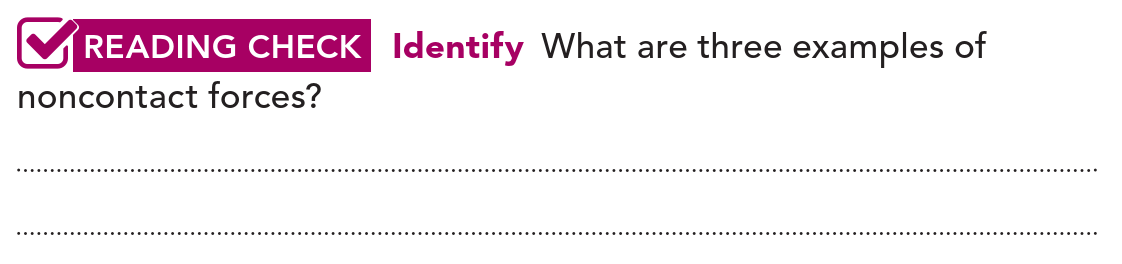 READING CHECK Identify What are three examples of
noncontact forces?